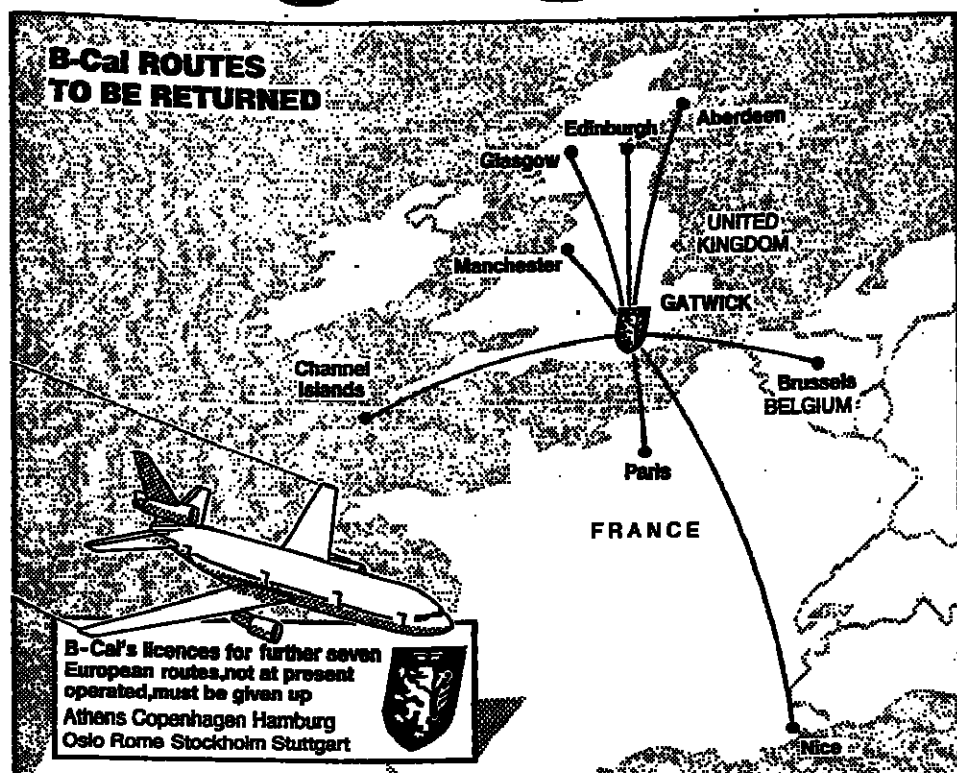 B-Cal ROUTES
TO BE RETURNED
Aberdeen
Edinburgh
Glasgow
UNITED
KINGDOM
Manchester
GATWICK
Channel
Islands
Brussels
BELGIUM
Paris
FRANCE
B-Cal's licences for further seven
European routes,not at present
operated,must be given up
Athens Copenhagen Hamburg
Oslo Rome Stockholm Stuttgart
Nice